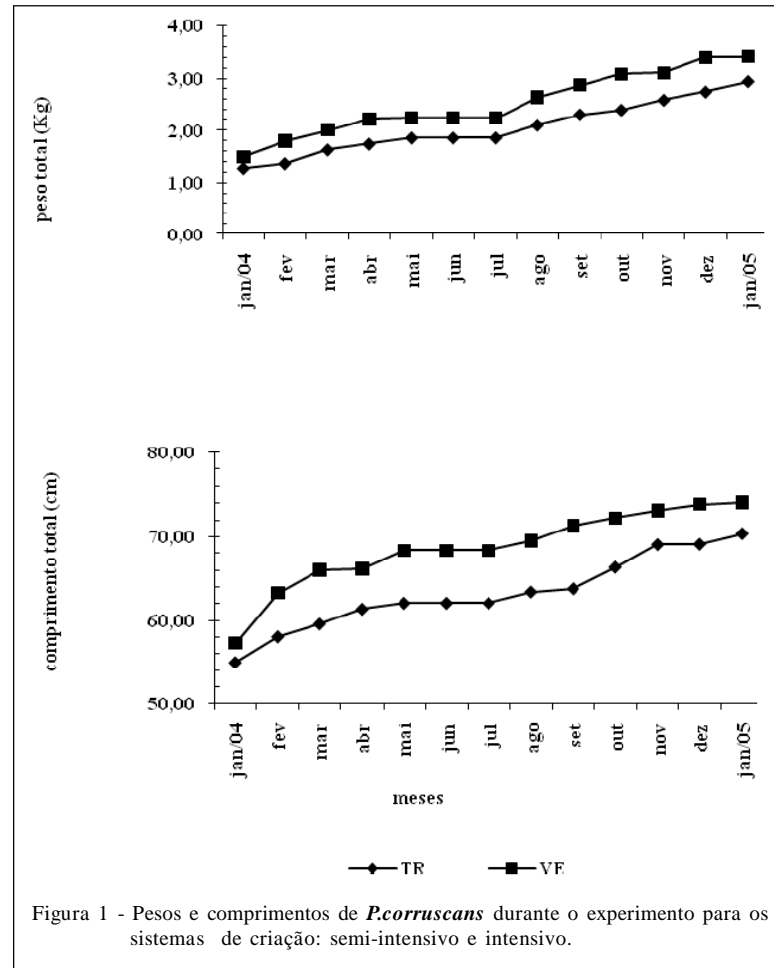 4,00
3,00
2,00
1,00
0,00
peso total (Kg)
jan/04
fev
mar
abr
mai
jun
jul
ago
set
out
nov
dez
jan/05
80,00
70,00
60,00
50,00
comprimento total (cm)
jan/04
fev
mar
abr
mai
jun
jul
ago
set
out
nov
dez
jan/05
meses
TR VE
Figura 1 - Pesos e comprimentos de P.corruscans durante o experimento para os
sistemas de criação: semi-intensivo e intensivo.